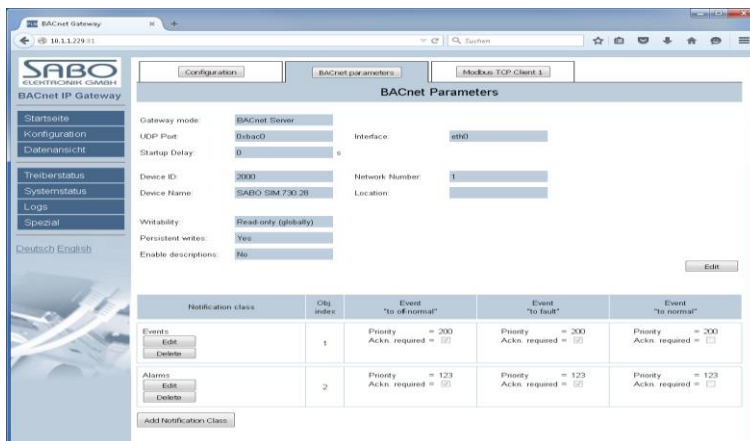 BACnet Gateway
10.1.1.229:81
Suchen
SABO
ELEKTRONIK GMBH
BACnet IP Gateway
Startseite
Konfiguration
Datenansicht
Treiberstatus
Systemstatus
Logs
Spezial
Deutsch English
Configuration BACnet parameters Modbus TCP Client 1
BACnet Parameters
Gateway mode: BACnet Server
UDP Port: 0xbac0 Interface: eth0
Startup Delay: 0 s
Device ID: 2000 Network Number: 1
Device Name: SABO SIM.730.28 Location:
Writability: Read-only (globally)
Persistent writes: Yes
Enable descriptions: No
Edit
Notification class Obj. index Event "to off-normal" Event "to fault" Event "to normal"
Events
Edit
Delete
1
Priority = 200 Priority = 200 Priority = 200
Ackn. required = Ackn. required = Ackn. required =
Alarms
Edit
Delete
2
Priority = 123 Priority = 123 Priority = 123
Ackn. required = Ackn. required = Ackn. required =
Add Notification Class